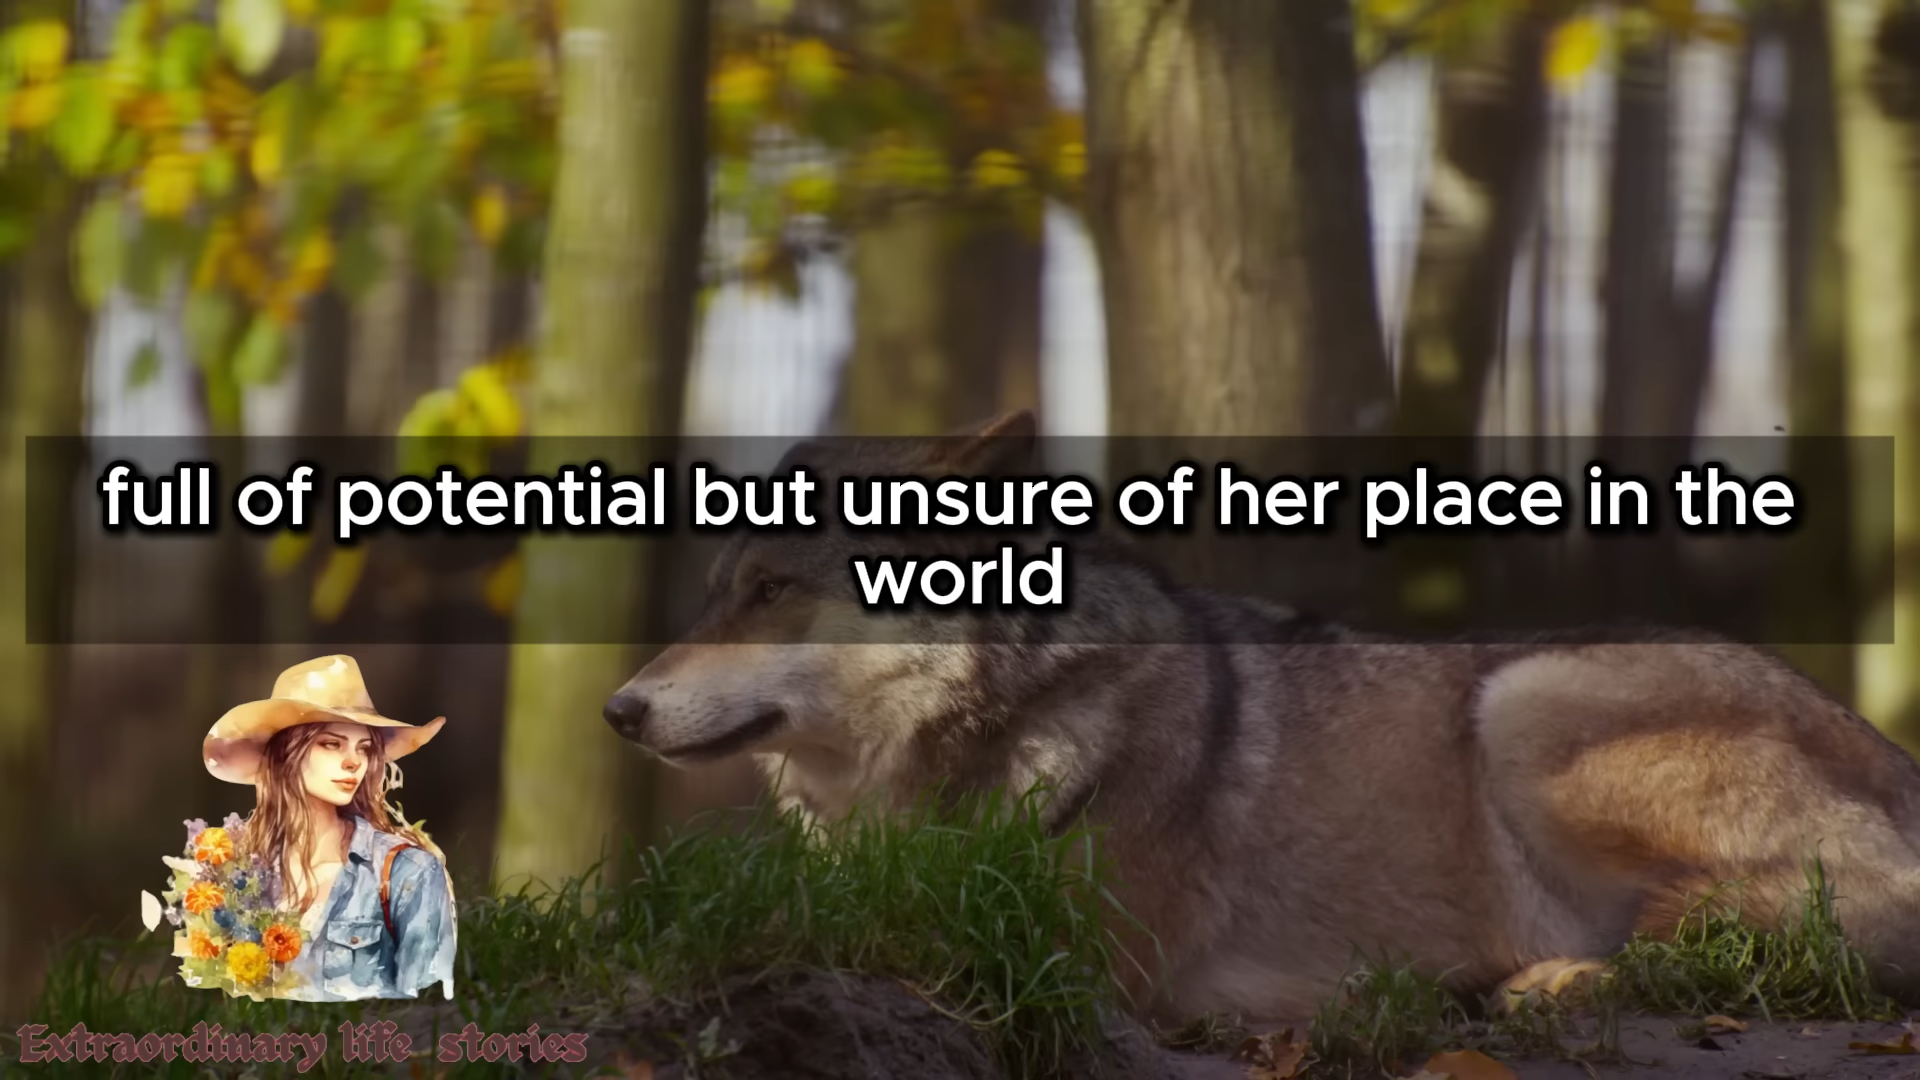 full of potential but unsure of her place in the
world
Extraordinary life stories